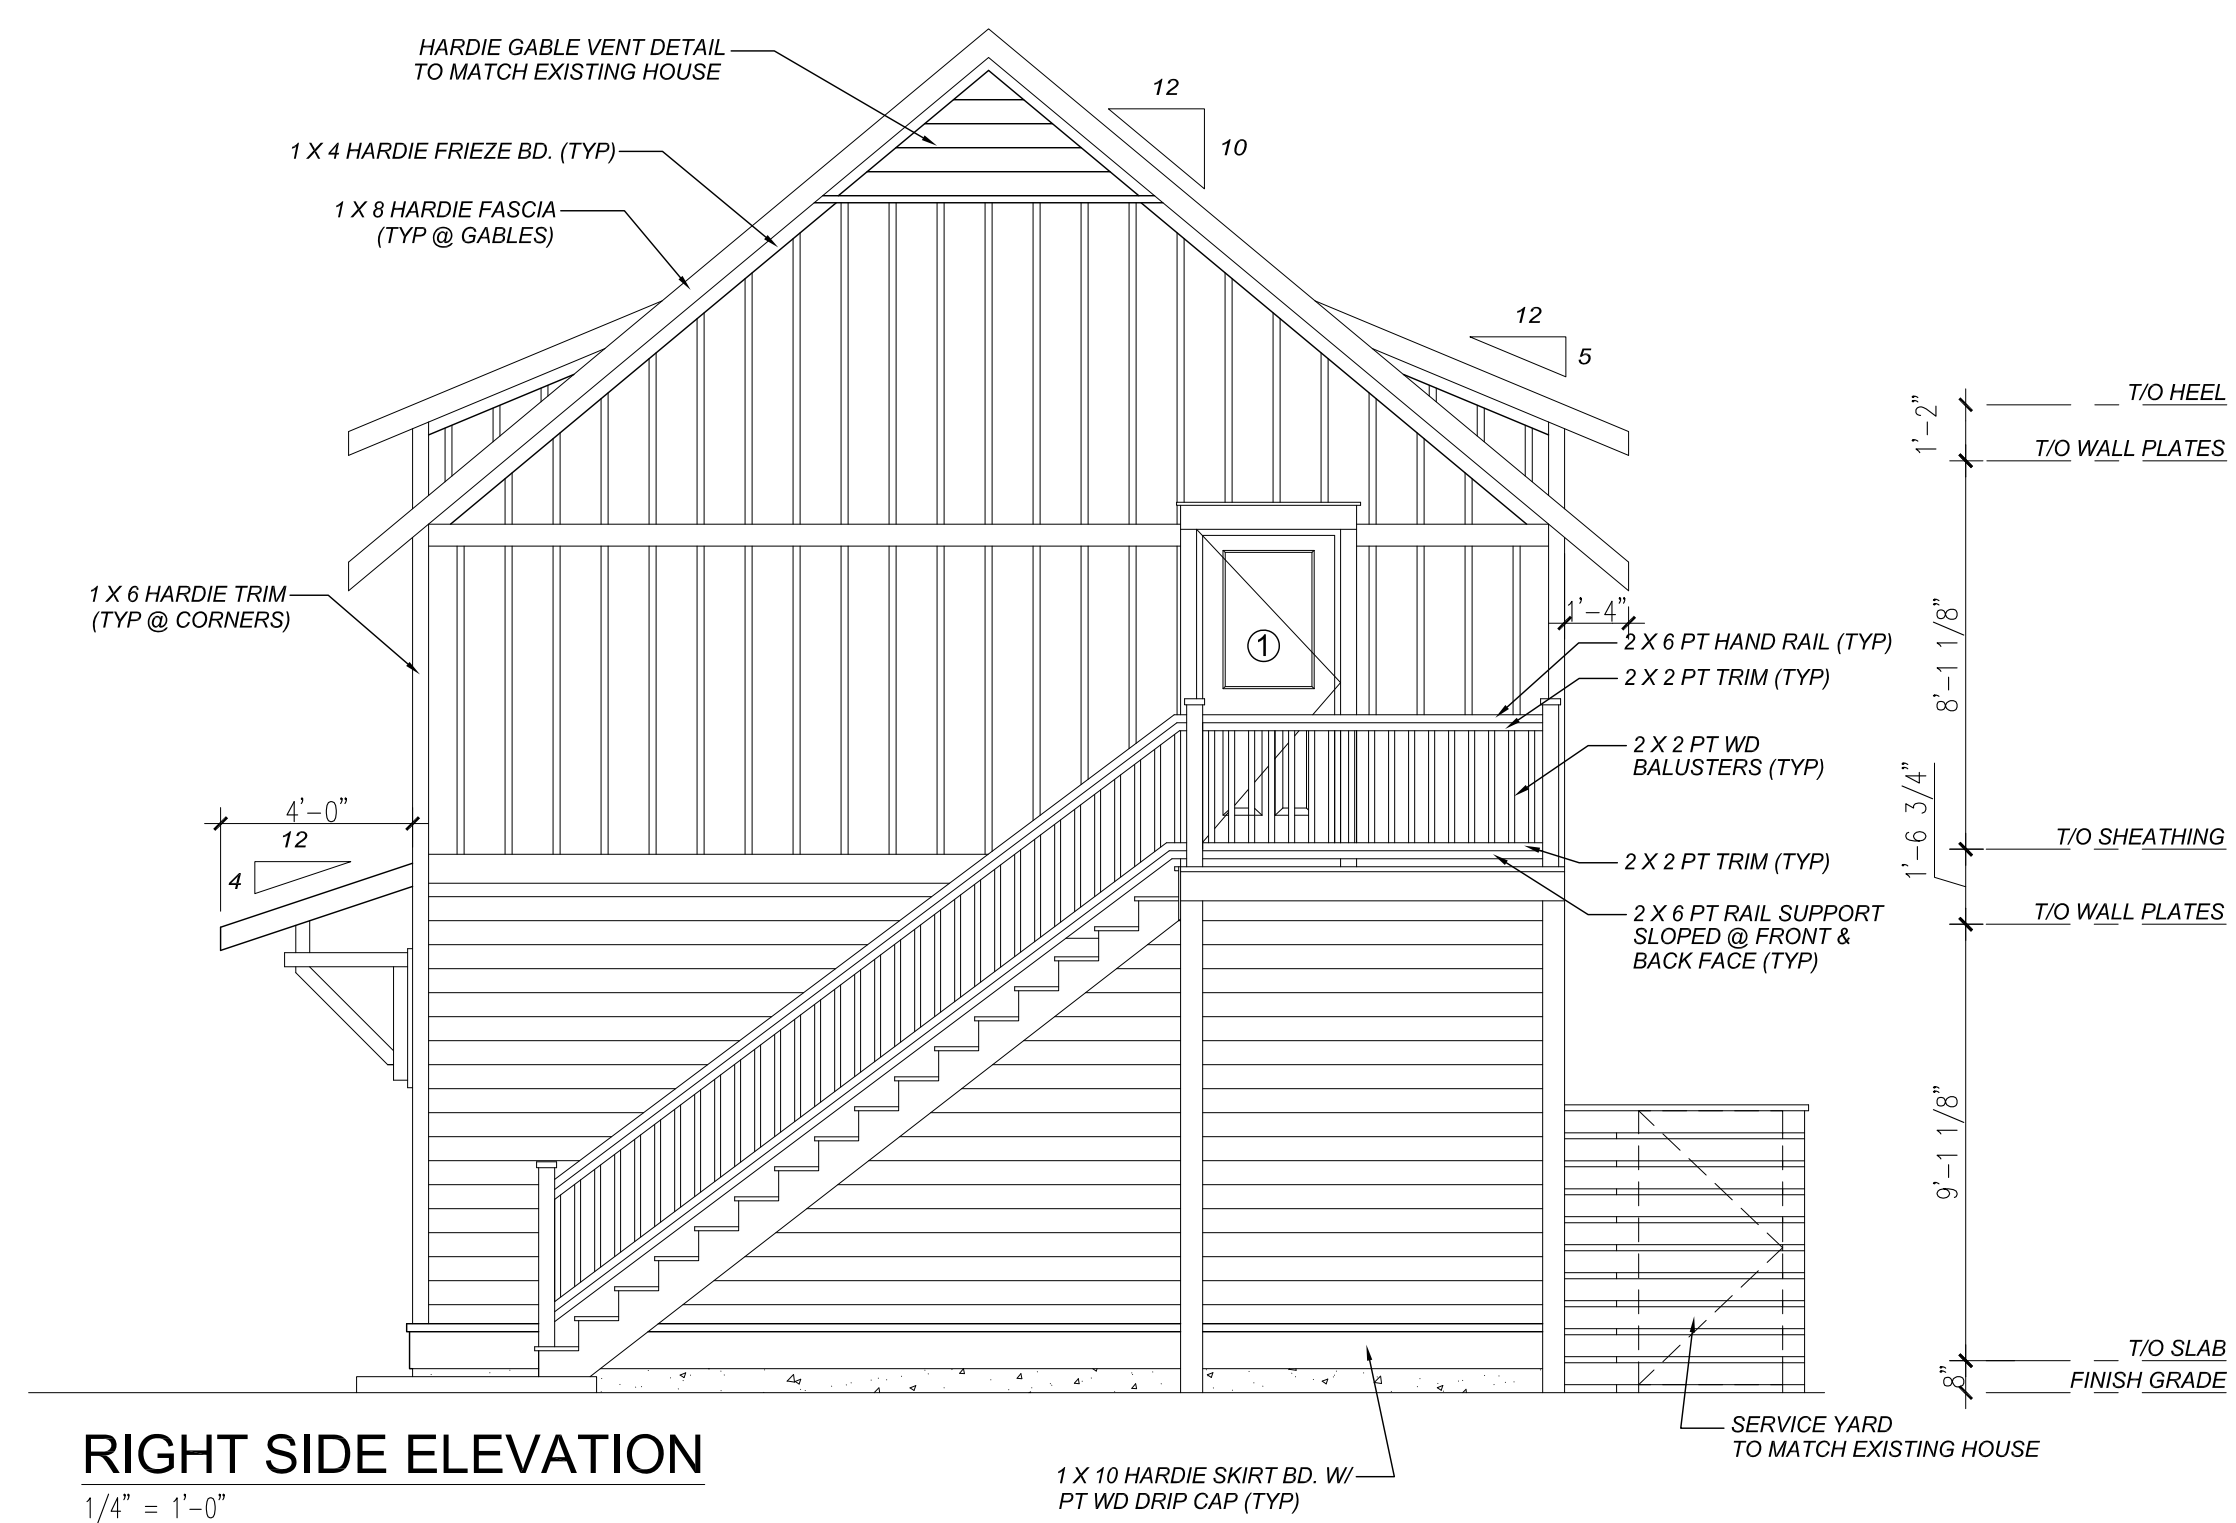 HARDIE GABLE VENT DETAIL
TO MATCH EXISTING HOUSE
12
10
1 X 4 HARDIE FRIEZE BD. (TYP)
1 X 8 HARDIE FASCIA
(TYP @ GABLES)
12
5
T/O HEEL
1'-2"
T/O WALL PLATES
1 X 6 HARDIE TRIM
(TYP @ CORNERS)
1'-4"
8'-1 1/8"
1
2 X 6 PT HAND RAIL (TYP)
2 X 2 PT TRIM (TYP)
2 X 2 PT WD
BALUSTERS (TYP)
4'-0"
12
4
1'-6 3/4"
T/O SHEATHING
2 X 2 PT TRIM (TYP)
2 X 6 PT RAIL SUPPORT
SLOPED @ FRONT &
BACK FACE (TYP)
T/O WALL PLATES
9'-1 1/8"
T/O SLAB
8"
FINISH GRADE
SERVICE YARD
TO MATCH EXISTING HOUSE
1 X 10 HARDIE SKIRT BD. W/
PT WD DRIP CAP (TYP)
RIGHT SIDE ELEVATION
1/4" = 1'-0"